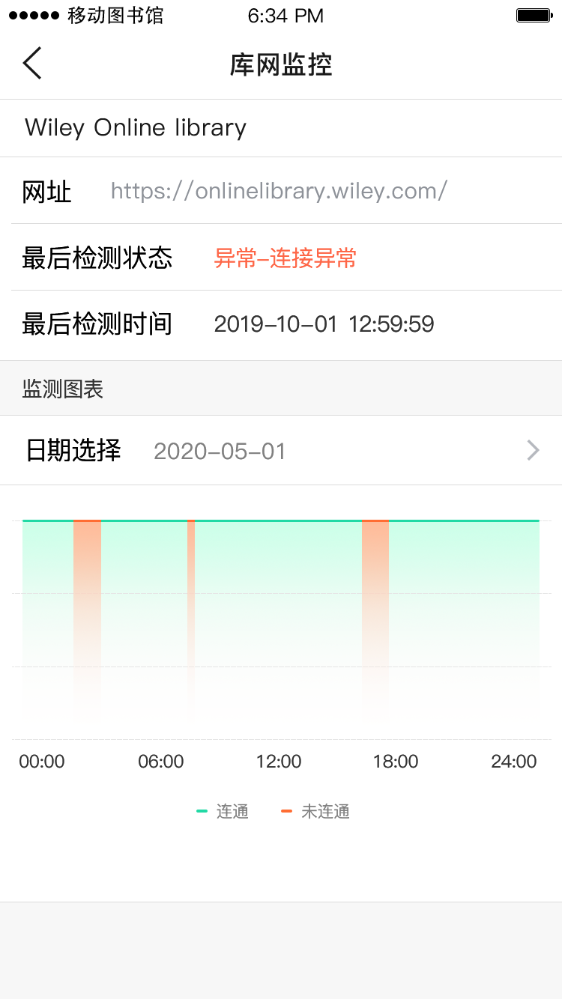 移动图书馆 6:34 PM
库网监控
Wiley Online library
网址 https://onlinelibrary.wiley.com/
最后检测状态 异常–连接异常
最后检测时间 2019–10–01 12:59:59
监测图表
日期选择 2020–05–01
00:00 06:00 12:00 18:00 24:00
连通 未连通